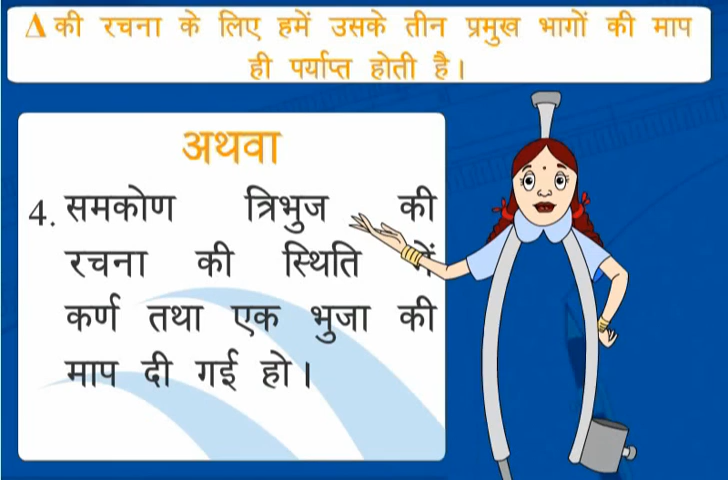 Δ की रचना के लिए हमें उसके तीन प्रमुख भागों की माप
ही पर्याप्त होती है।
अथवा
4. समकोण त्रिभुज की
रचना की स्थिति में
कर्ण तथा एक भुजा की
माप दी गई हो।